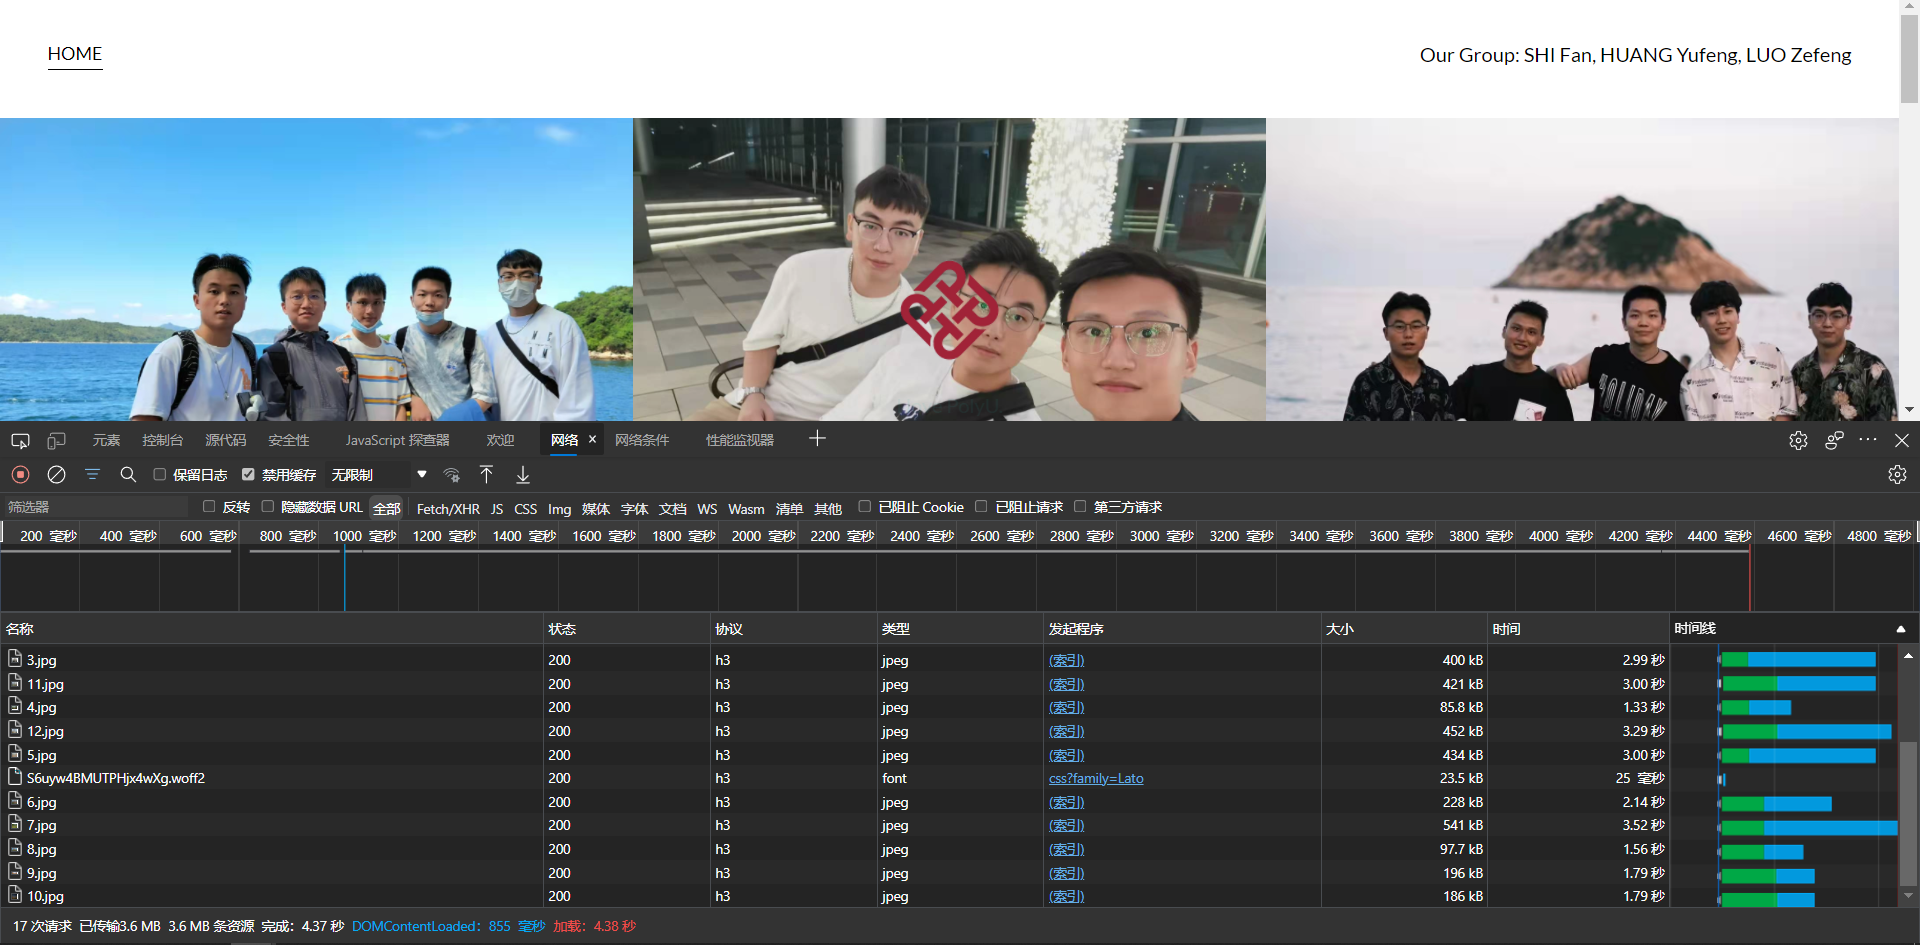 HOME
Our Group: SHI Fan, HUANG Yufeng, LUO Zefeng
元素 控制台 源代码 安全性 JavaScript 探查器 欢迎 网络 × 网络条件 性能监视器
保留日志 禁用缓存 无限制
筛选器 反转 隐藏数据 URL 全部 Fetch/XHR JS CSS Img 媒体 字体 文档 WS Wasm 清单 其他 已阻止 Cookie 已阻止请求 第三方请求
200 毫秒 400 毫秒 600 毫秒 800 毫秒 1000 毫秒 1200 毫秒 1400 毫秒 1600 毫秒 1800 毫秒 2000 毫秒 2200 毫秒 2400 毫秒 2600 毫秒 2800 毫秒 3000 毫秒 3200 毫秒 3400 毫秒 3600 毫秒 3800 毫秒 4000 毫秒 4200 毫秒 4400 毫秒 4600 毫秒 4800 毫秒
名称 状态 协议 类型 发起程序 大小 时间 时间线
3.jpg 200 h3 jpeg (索引) 400 kB 2.99 秒
11.jpg 200 h3 jpeg (索引) 421 kB 3.00 秒
4.jpg 200 h3 jpeg (索引) 85.8 kB 1.33 秒
12.jpg 200 h3 jpeg (索引) 452 kB 3.29 秒
5.jpg 200 h3 jpeg (索引) 434 kB 3.00 秒
S6uyw4BMUTPHjx4wXg.woff2 200 h3 font css?family=Lato 23.5 kB 25 毫秒
6.jpg 200 h3 jpeg (索引) 228 kB 2.14 秒
7.jpg 200 h3 jpeg (索引) 541 kB 3.52 秒
8.jpg 200 h3 jpeg (索引) 97.7 kB 1.56 秒
9.jpg 200 h3 jpeg (索引) 196 kB 1.79 秒
10.jpg 200 h3 jpeg (索引) 186 kB 1.79 秒
17 次请求 已传输3.6 MB 3.6 MB 条资源 完成：4.37 秒 DOMContentLoaded：855 毫秒 加载：4.38 秒